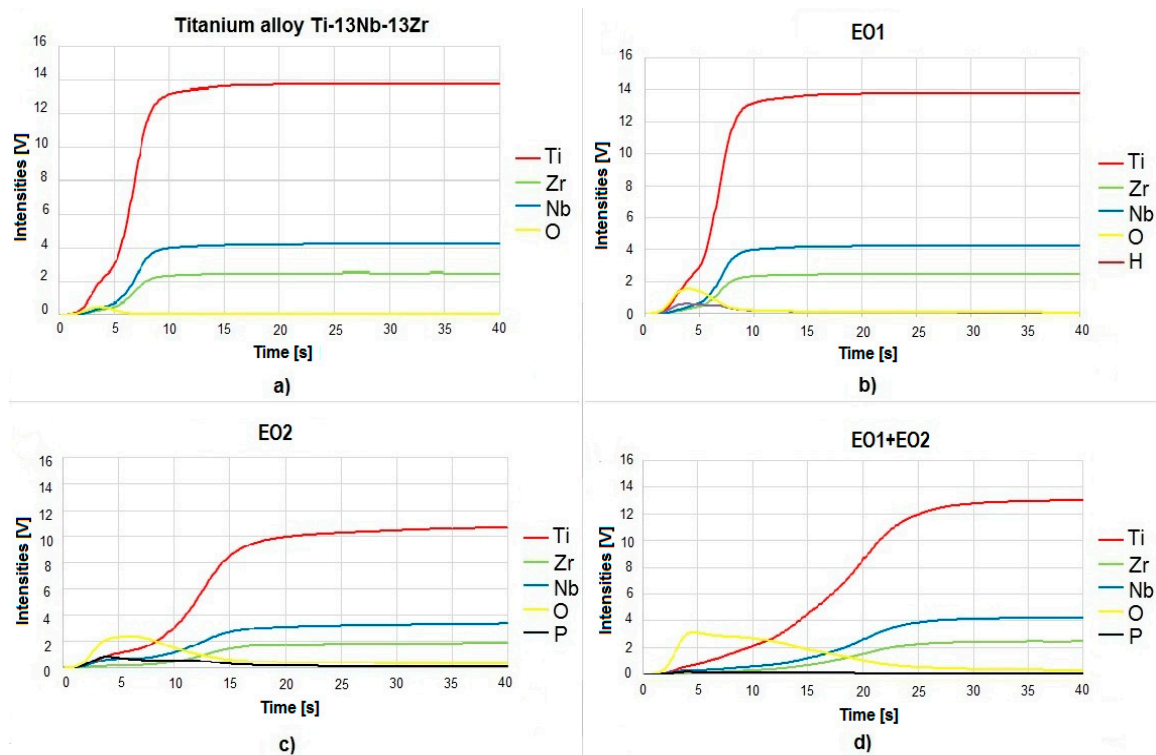 Titanium alloy Ti-13Nb-13Zr
16
14
12
10
8
6
4
2
0
Intensities [V]
0 5 10 15 20 25 30 35 40
Time [s]
Ti
Zr
Nb
O
a)
EO1
16
14
12
10
8
6
4
2
0
Intensities [V]
0 5 10 15 20 25 30 35 40
Time [s]
Ti
Zr
Nb
O
H
b)
EO2
16
14
12
10
8
6
4
2
0
Intensities [V]
0 5 10 15 20 25 30 35 40
Time [s]
Ti
Zr
Nb
O
P
c)
EO1+EO2
16
14
12
10
8
6
4
2
0
Intensities [V]
0 5 10 15 20 25 30 35 40
Time [s]
Ti
Zr
Nb
O
P
d)